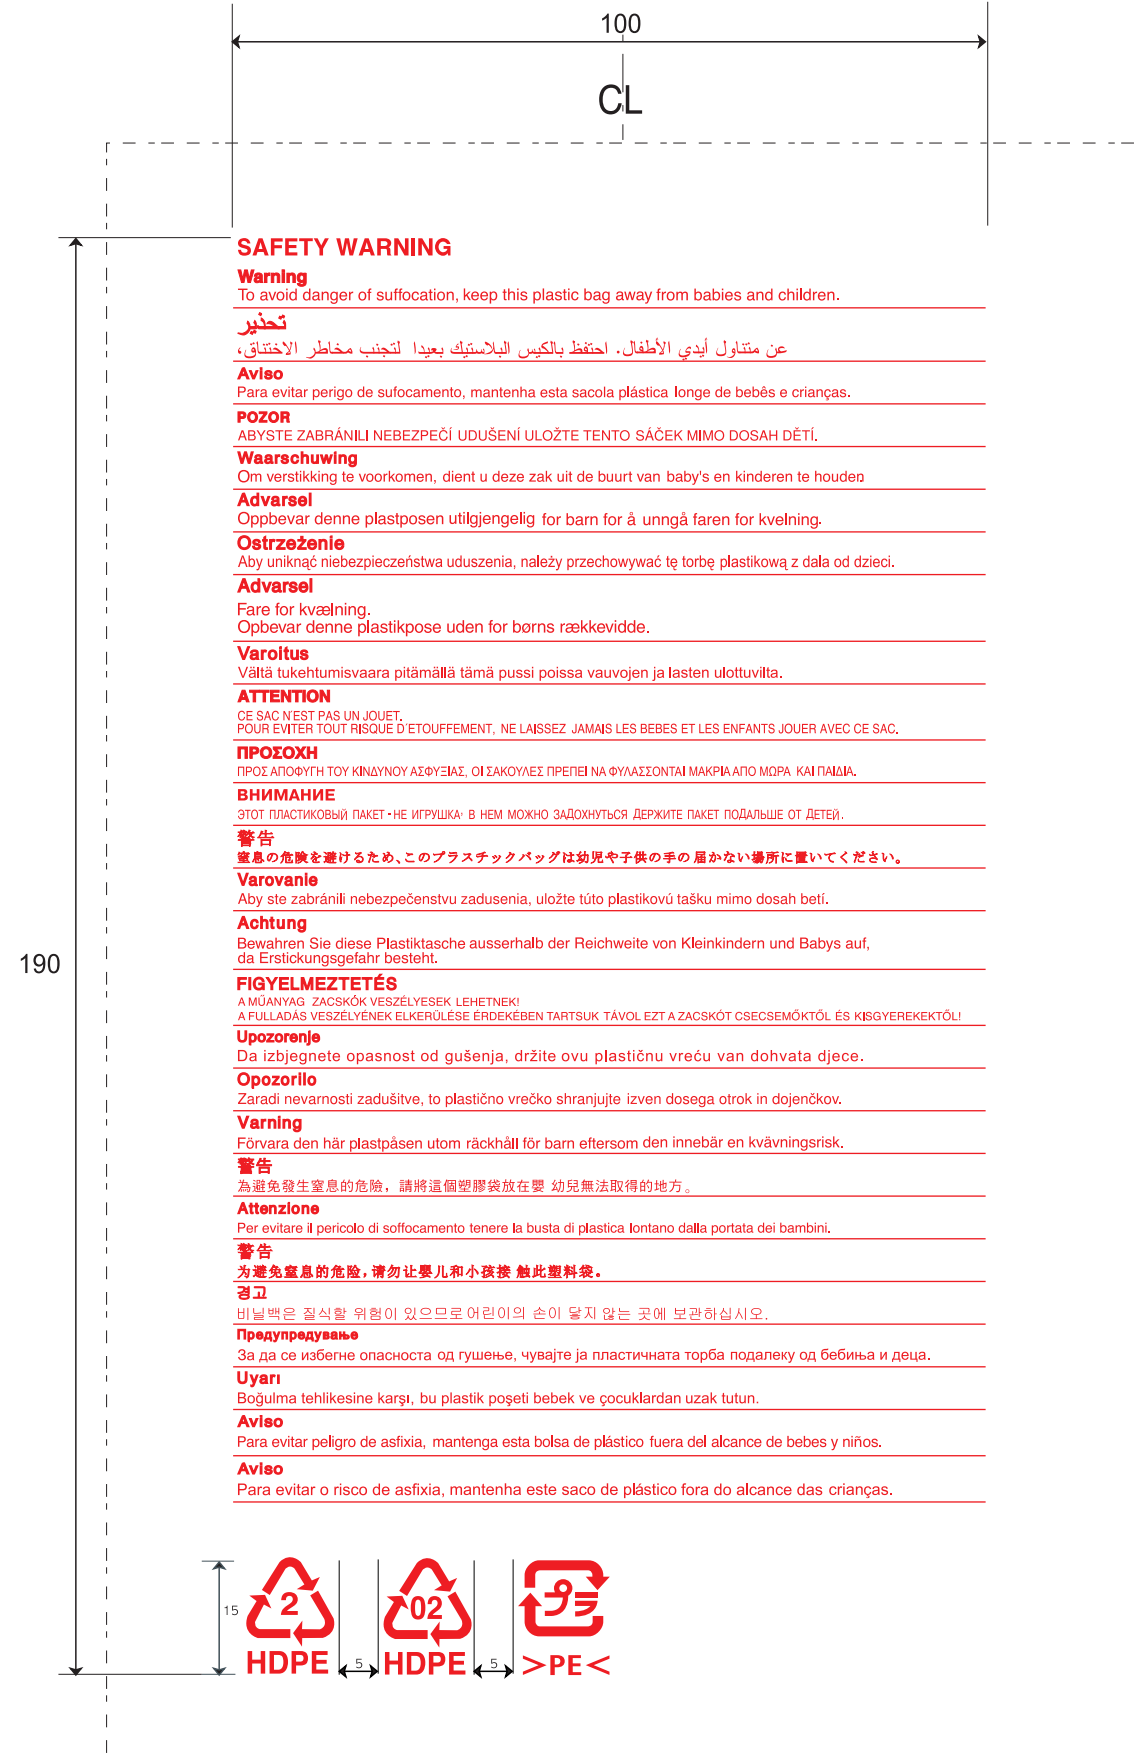 100
CL
SAFETY WARNING
Warning
To avoid danger of suffocation, keep this plastic bag away from babies and children.
تحذير
عن متناول أيدي الأطفال. احتفظ بالكيس البلاستيك بعيدا لتجنب مخاطر الاختناق،
Aviso
Para evitar perigo de sufocamento, mantenha esta sacola plástica longe de bebês e crianças.
POZOR
ABYSTE ZABRÁNILI NEBEZPEČÍ UDUŠENÍ ULOŽTE TENTO SÁČEK MIMO DOSAH DĚTÍ.
Waarschuwing
Om verstikking te voorkomen, dient u deze zak uit de buurt van baby's en kinderen te houden
Advarsel
Oppbevar denne plastposen utilgjengelig for barn for å unngå faren for kvelning.
Ostrzeżenie
Aby uniknąć niebezpieczeństwa uduszenia, należy przechowywać tę torbę plastikową z dala od dzieci.
Advarsel
Fare for kvælning.
Opbevar denne plastikpose uden for børns rækkevidde.
Varoitus
Vältä tukehtumisvaara pitämällä tämä pussi poissa vauvojen ja lasten ulottuvilta.
ATTENTION
CE SAC N'EST PAS UN JOUET.
POUR EVITER TOUT RISQUE D'ETOUFFEMENT, NE LAISSEZ JAMAIS LES BEBES ET LES ENFANTS JOUER AVEC CE SAC.
ΠΡΟΣΟΧΗ
ΠΡΟΣ ΑΠΟΦΥΓΗ ΤΟΥ ΚΙΝΔΥΝΟΥ ΑΣΦΥΞΙΑΣ, ΟΙ ΣΑΚΟΥΛΕΣ ΠΡΕΠΕΙ ΝΑ ΦΥΛΑΣΣΟΝΤΑΙ ΜΑΚΡΙΑ ΑΠΟ ΜΩΡΑ ΚΑΙ ΠΑΙΔΙΑ.
ВНИМАНИЕ
ЭТОТ ПЛАСТИКОВЫЙ ПАКЕТ - НЕ ИГРУШКА· В НЕМ МОЖНО ЗАДОХНУТЬСЯ ДЕРЖИТЕ ПАКЕТ ПОДАЛЬШЕ ОТ ДЕТЕЙ.
警告
窒息の危険を避けるため、このプラスチックバッグは幼児や子供の手の届かない場所に置いてください。
Varovanie
Aby ste zabránili nebezpečenstvu zadusenia, uložte túto plastikovú tašku mimo dosah betí.
Achtung
Bewahren Sie diese Plastiktasche ausserhalb der Reichweite von Kleinkindern und Babys auf,
da Erstickungsgefahr besteht.
190
FIGYELMEZTETÉS
A MŰANYAG ZACSKÓK VESZÉLYESEK LEHETNEK!
A FULLADÁS VESZÉLYÉNEK ELKERÜLÉSE ÉRDEKÉBEN TARTSUK TÁVOL EZT A ZACSKÓT CSECSEMŐKTŐL ÉS KISGYEREKEKTŐL!
Upozorenje
Da izbjegnete opasnost od gušenja, držite ovu plastičnu vreću van dohvata djece.
Opozorilo
Zaradi nevarnosti zadušitve, to plastično vrečko shranjujte izven dosega otrok in dojenčkov.
Varning
Förvara den här plastpåsen utom räckhåll för barn eftersom den innebär en kvävningsrisk.
警告
為避免發生窒息的危險，請將這個塑膠袋放在嬰 幼兒無法取得的地方。
Attenzione
Per evitare il pericolo di soffocamento tenere la busta di plastica lontano dalla portata dei bambini.
警告
为避免窒息的危险，请勿让婴儿和小孩接 触此塑料袋。
경고
비닐백은 질식할 위험이 있으므로 어린이의 손이 닿지 않는 곳에 보관하십시오.
Предупредување
За да се избегне опасноста од гушење, чувајте ја пластичната торба подалеку од бебиња и деца.
Uyarı
Boğulma tehlikesine karşı, bu plastik poşeti bebek ve çocuklardan uzak tutun.
Aviso
Para evitar peligro de asfixia, mantenga esta bolsa de plástico fuera del alcance de bebes y niños.
Aviso
Para evitar o risco de asfixia, mantenha este saco de plástico fora do alcance das crianças.
2
02
プラ
15
HDPE
5
HDPE
5
>PE<